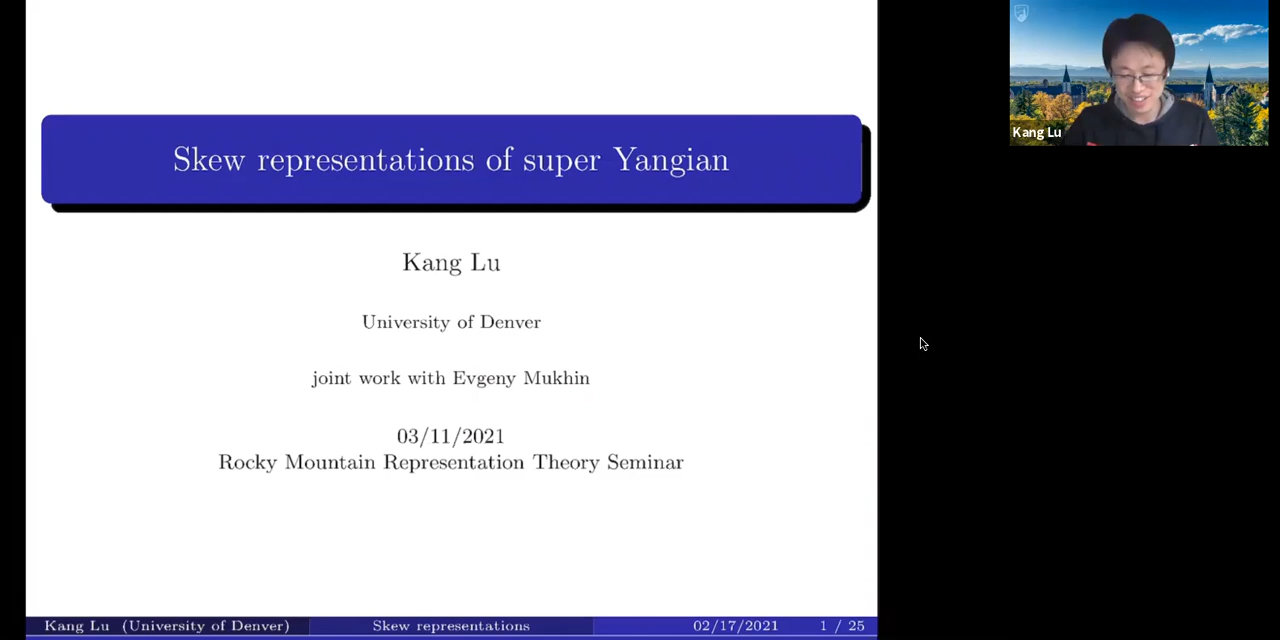 Skew representations of super Yangian
Kang Lu
University of Denver
joint work with Evgeny Mukhin
03/11/2021
Rocky Mountain Representation Theory Seminar
Kang Lu (University of Denver) Skew representations 02/17/2021 1 / 25
Kang Lu